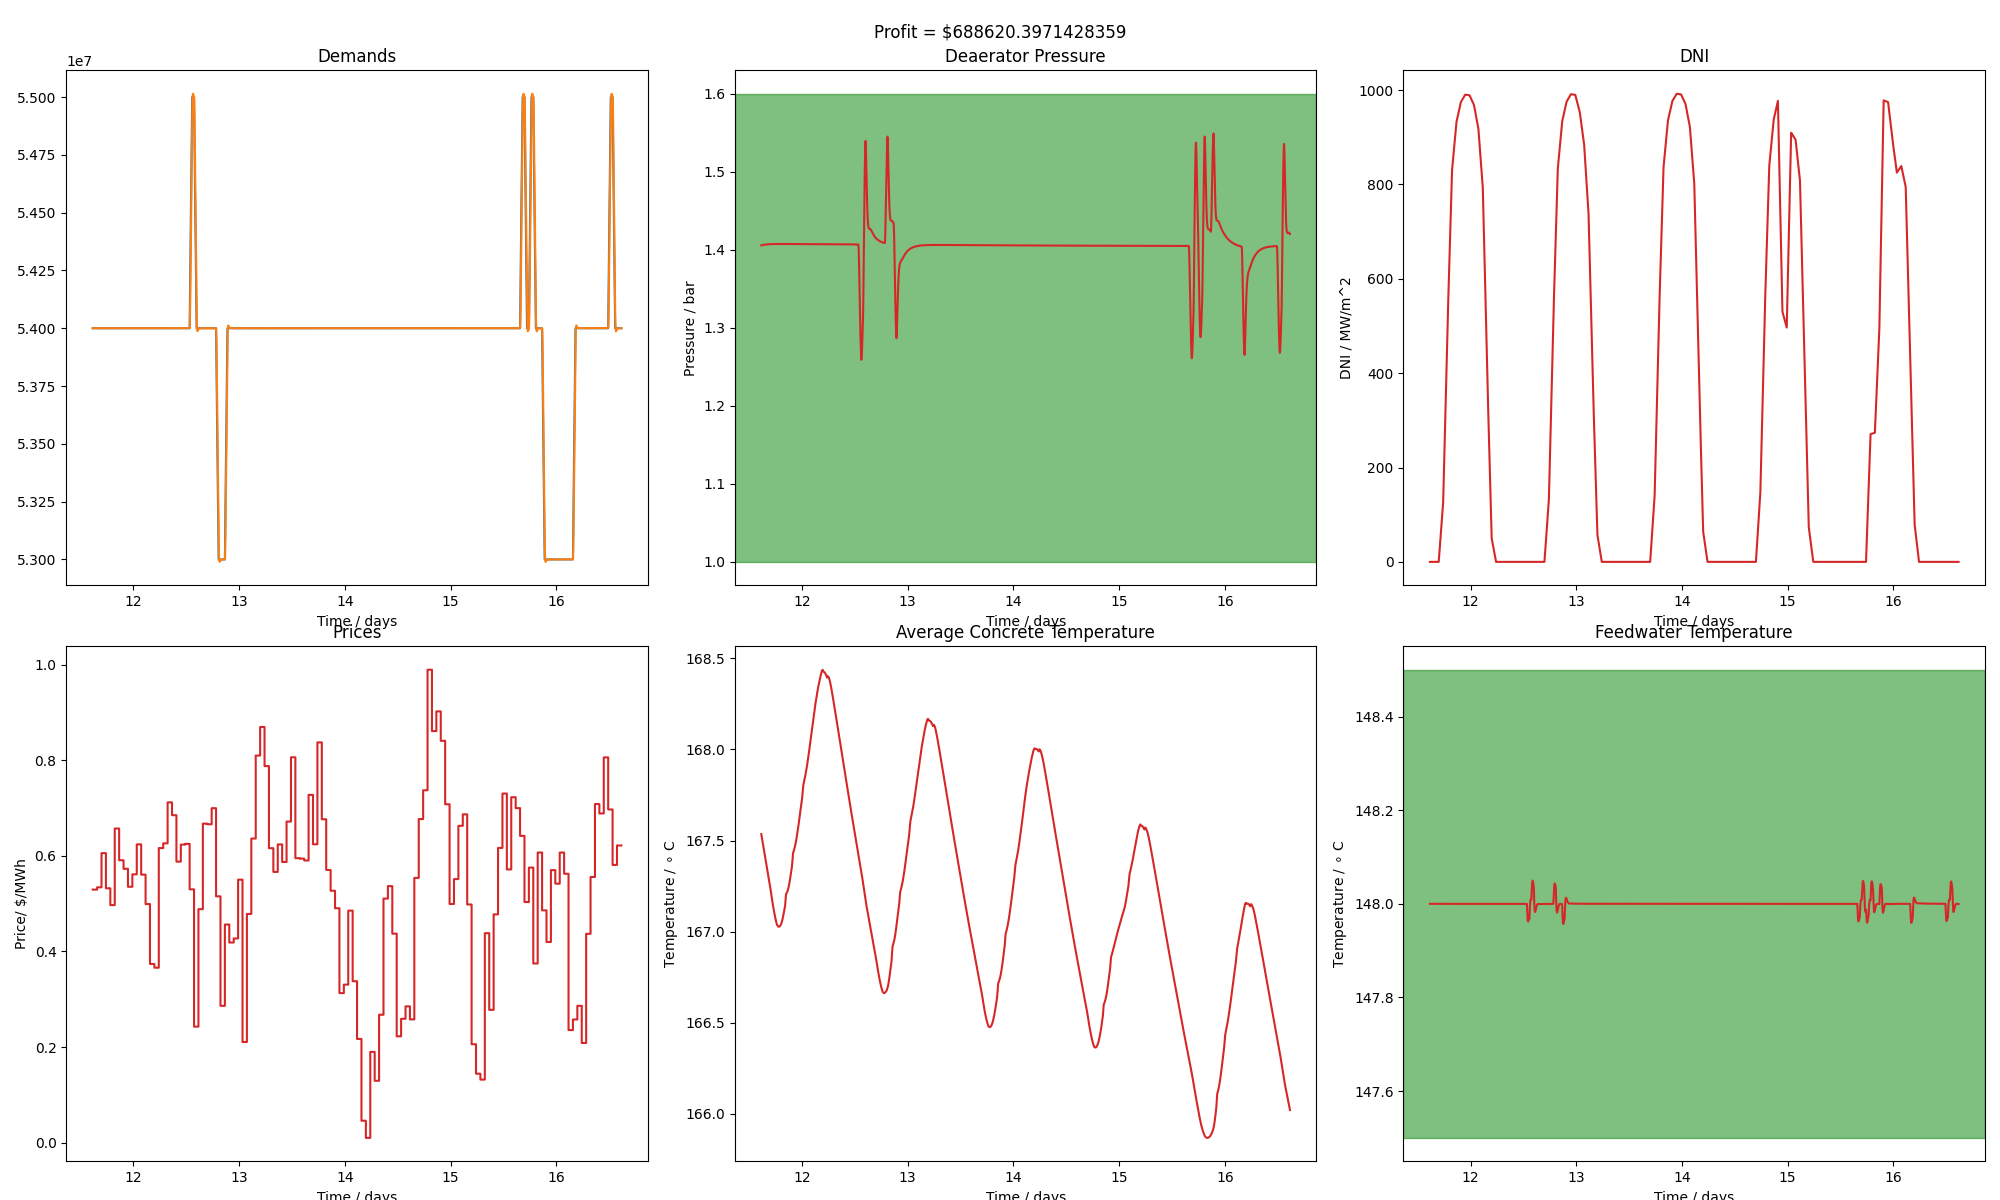 Profit = $688620.3971428359
Demands
1e7
5.500
5.475
5.450
5.425
5.400
5.375
5.350
5.325
5.300
12 13 14 15 16
Time / days
Deaerator Pressure
Pressure / bar
1.6
1.5
1.4
1.3
1.2
1.1
1.0
12 13 14 15 16
Time / days
DNI
DNI / MW/m^2
1000
800
600
400
200
0
12 13 14 15 16
Time / days
Prices
Price/ $/MWh
1.0
0.8
0.6
0.4
0.2
0.0
12 13 14 15 16
Time / days
Average Concrete Temperature
Temperature / ∘ C
168.5
168.0
167.5
167.0
166.5
166.0
12 13 14 15 16
Time / days
Feedwater Temperature
Temperature / ∘ C
148.4
148.2
148.0
147.8
147.6
12 13 14 15 16
Time / days